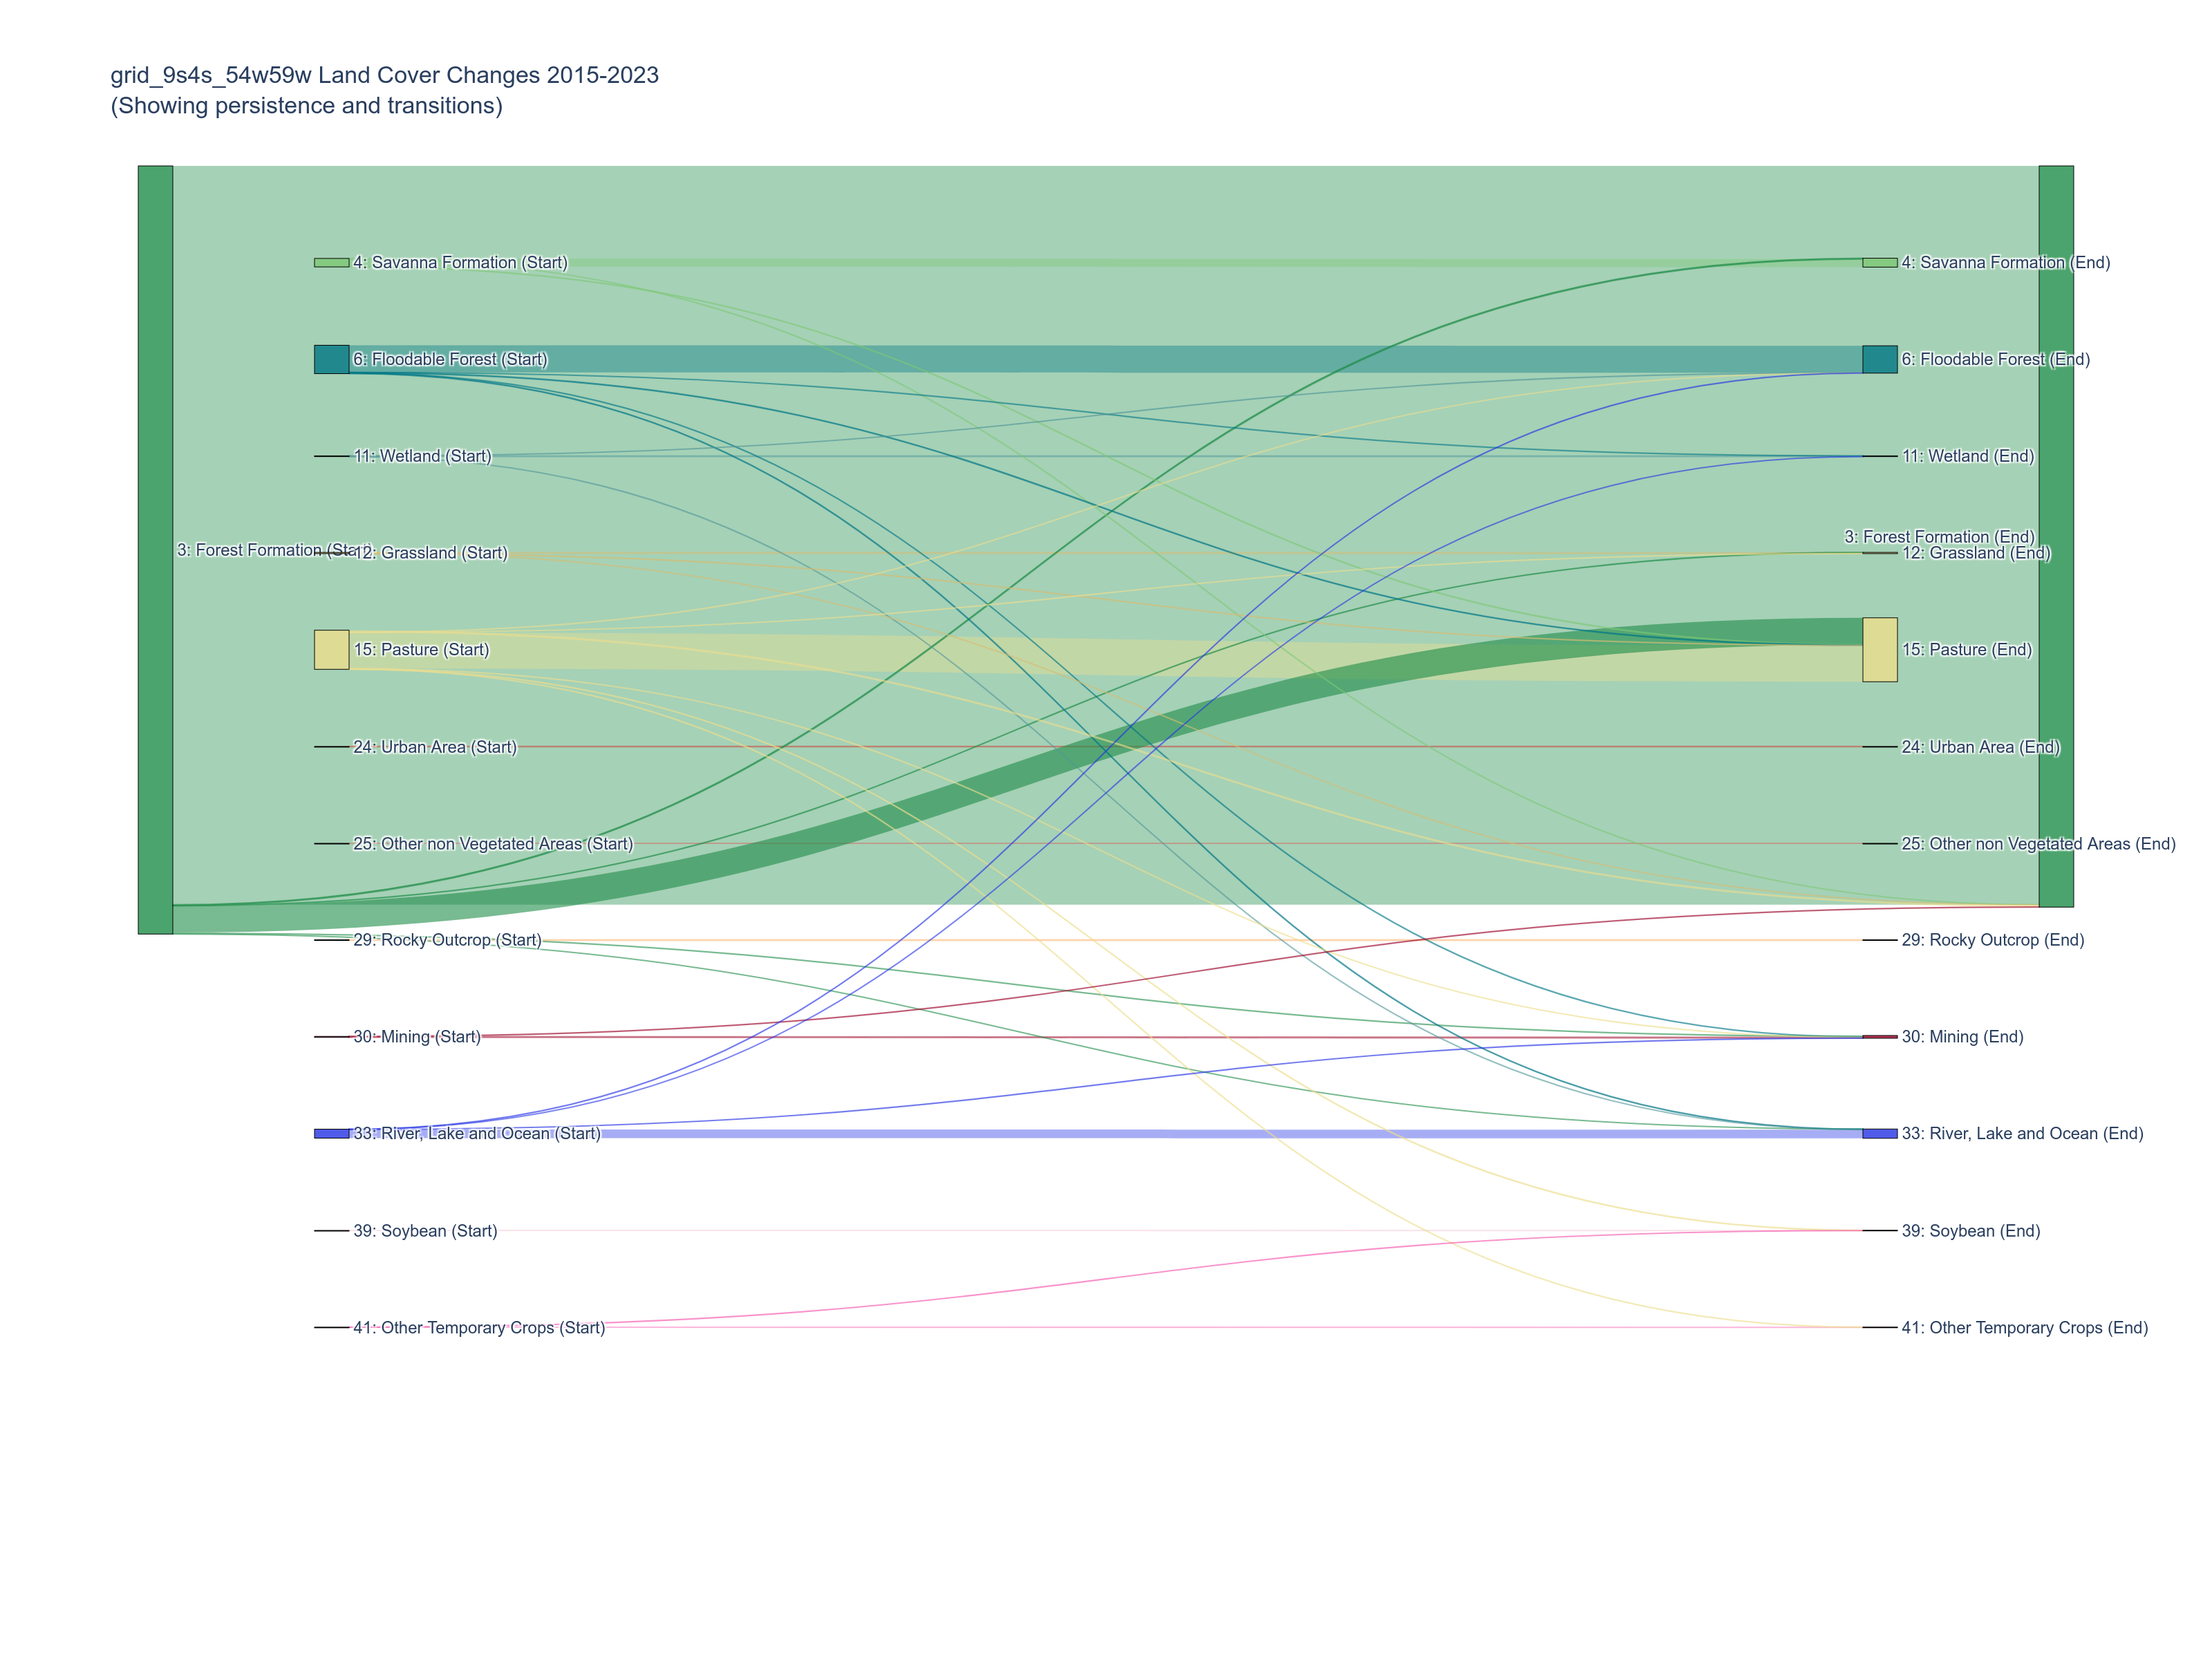 grid_9s4s_54w59w Land Cover Changes 2015-2023
(Showing persistence and transitions)
4: Savanna Formation (Start)
4: Savanna Formation (End)
6: Floodable Forest (Start)
6: Floodable Forest (End)
11: Wetland (Start)
11: Wetland (End)
3: Forest Formation (End)
3: Forest Formation (Start)
12: Grassland (Start)
12: Grassland (End)
15: Pasture (Start)
15: Pasture (End)
24: Urban Area (Start)
24: Urban Area (End)
25: Other non Vegetated Areas (Start)
25: Other non Vegetated Areas (End)
29: Rocky Outcrop (Start)
29: Rocky Outcrop (End)
30: Mining (Start)
30: Mining (End)
33: River, Lake and Ocean (Start)
33: River, Lake and Ocean (End)
39: Soybean (Start)
39: Soybean (End)
41: Other Temporary Crops (Start)
41: Other Temporary Crops (End)